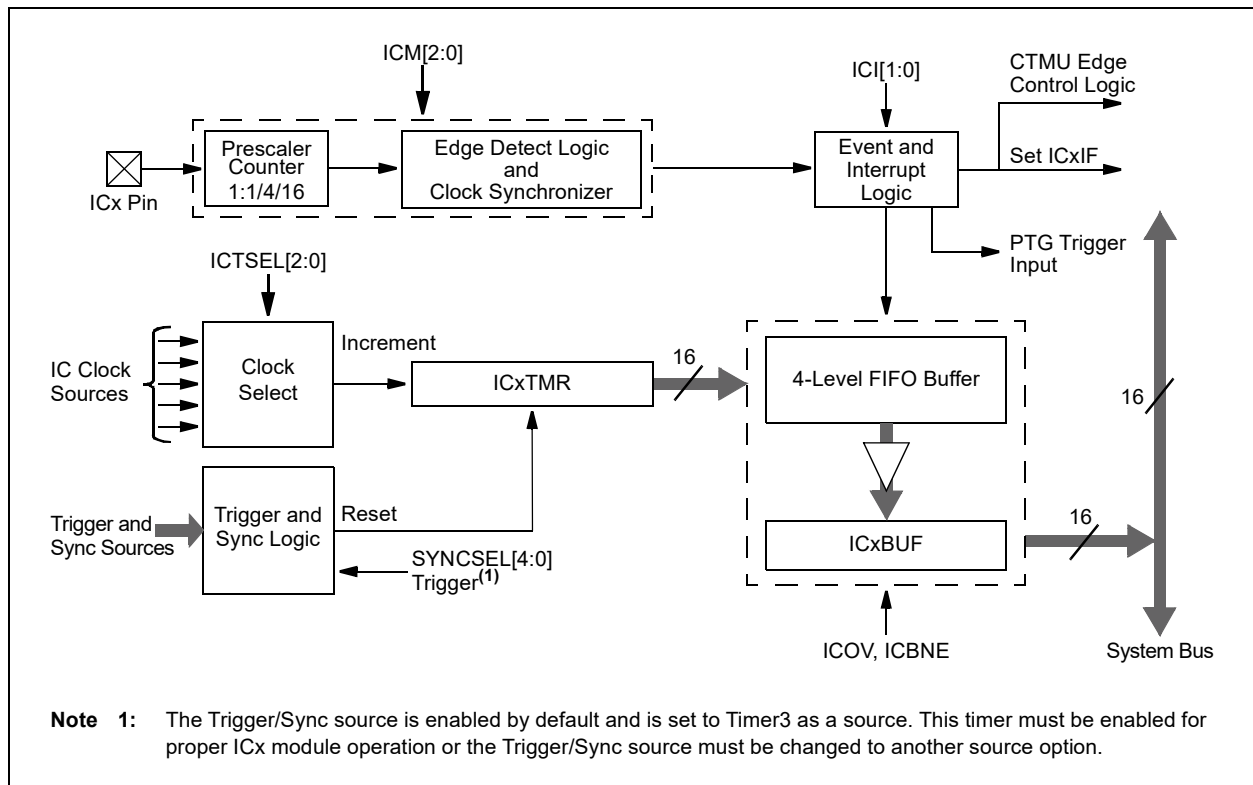 ICM[2:0]
ICI[1:0]
CTMU Edge
Control Logic
Prescaler
Counter
1:1/4/16
Edge Detect Logic
and
Clock Synchronizer
Event and
Interrupt
Logic
Set ICxIF
ICx Pin
PTG Trigger
Input
ICTSEL[2:0]
IC Clock
Sources
Clock
Select
Increment
ICxTMR
16
4-Level FIFO Buffer
16
Trigger and
Sync Sources
Trigger and
Sync Logic
Reset
SYNCSEL[4:0]
Trigger(1)
ICxBUF
16
ICOV, ICBNE
System Bus
Note 1: The Trigger/Sync source is enabled by default and is set to Timer3 as a source. This timer must be enabled for
proper ICx module operation or the Trigger/Sync source must be changed to another source option.